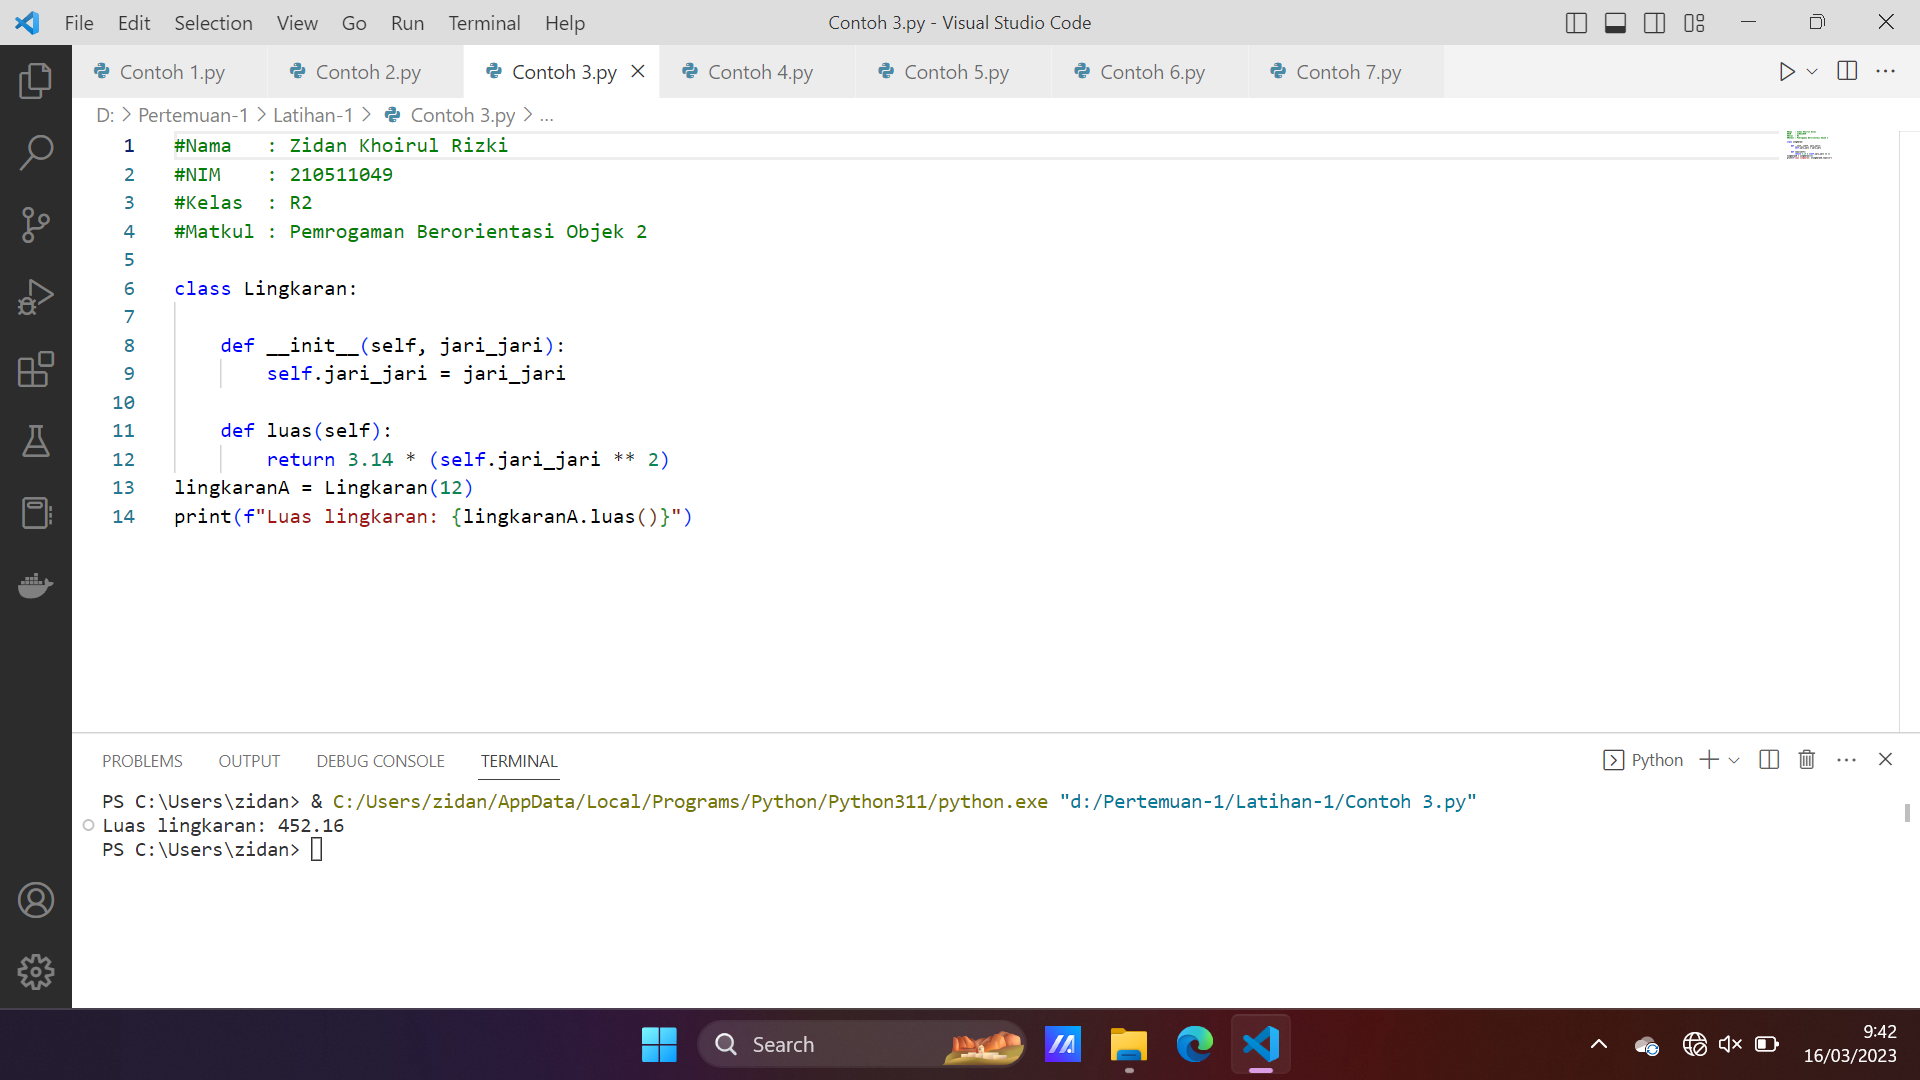 File Edit Selection View Go Run Terminal Help Contoh 3.py - Visual Studio Code
Contoh 1.py Contoh 2.py Contoh 3.py Contoh 4.py Contoh 5.py Contoh 6.py Contoh 7.py
D: > Pertemuan-1 > Latihan-1 > Contoh 3.py > ...
1 #Nama   : Zidan Khoirul Rizki
2 #NIM    : 210511049
3 #Kelas  : R2
4 #Matkul : Pemrogaman Berorientasi Objek 2
5
6 class Lingkaran:
7
8     def __init__(self, jari_jari):
9         self.jari_jari = jari_jari
10
11     def luas(self):
12         return 3.14 * (self.jari_jari ** 2)
13 lingkaranA = Lingkaran(12)
14 print(f"Luas lingkaran: {lingkaranA.luas()}")
PROBLEMS OUTPUT DEBUG CONSOLE TERMINAL Python
PS C:\Users\zidan> & C:/Users/zidan/AppData/Local/Programs/Python/Python311/python.exe "d:/Pertemuan-1/Latihan-1/Contoh 3.py"
Luas lingkaran: 452.16
PS C:\Users\zidan>
Search
9:42
16/03/2023